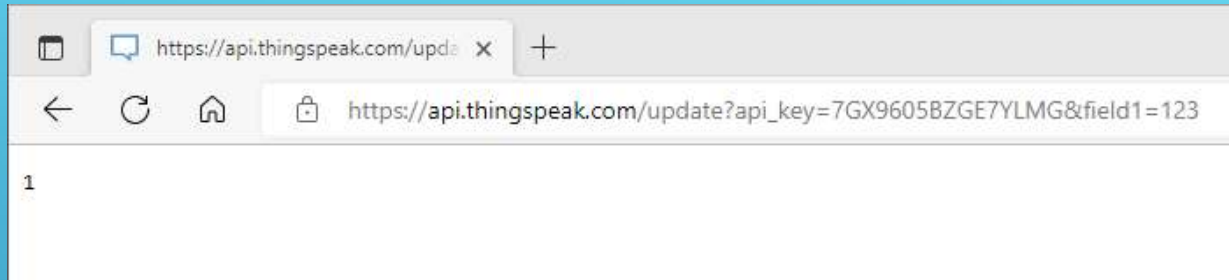 https://api.thingspeak.com/upda
https://api.thingspeak.com/update?api_key=7GX9605BZGE7YLMG&field1=123
1